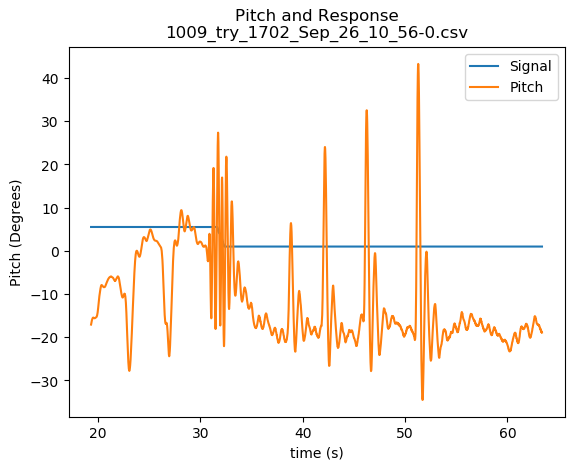 Pitch and Response
1009_try_1702_Sep_26_10_56-0.csv
Signal
Pitch
40
30
20
10
0
−10
−20
−30
Pitch (Degrees)
20
30
40
50
60
time (s)